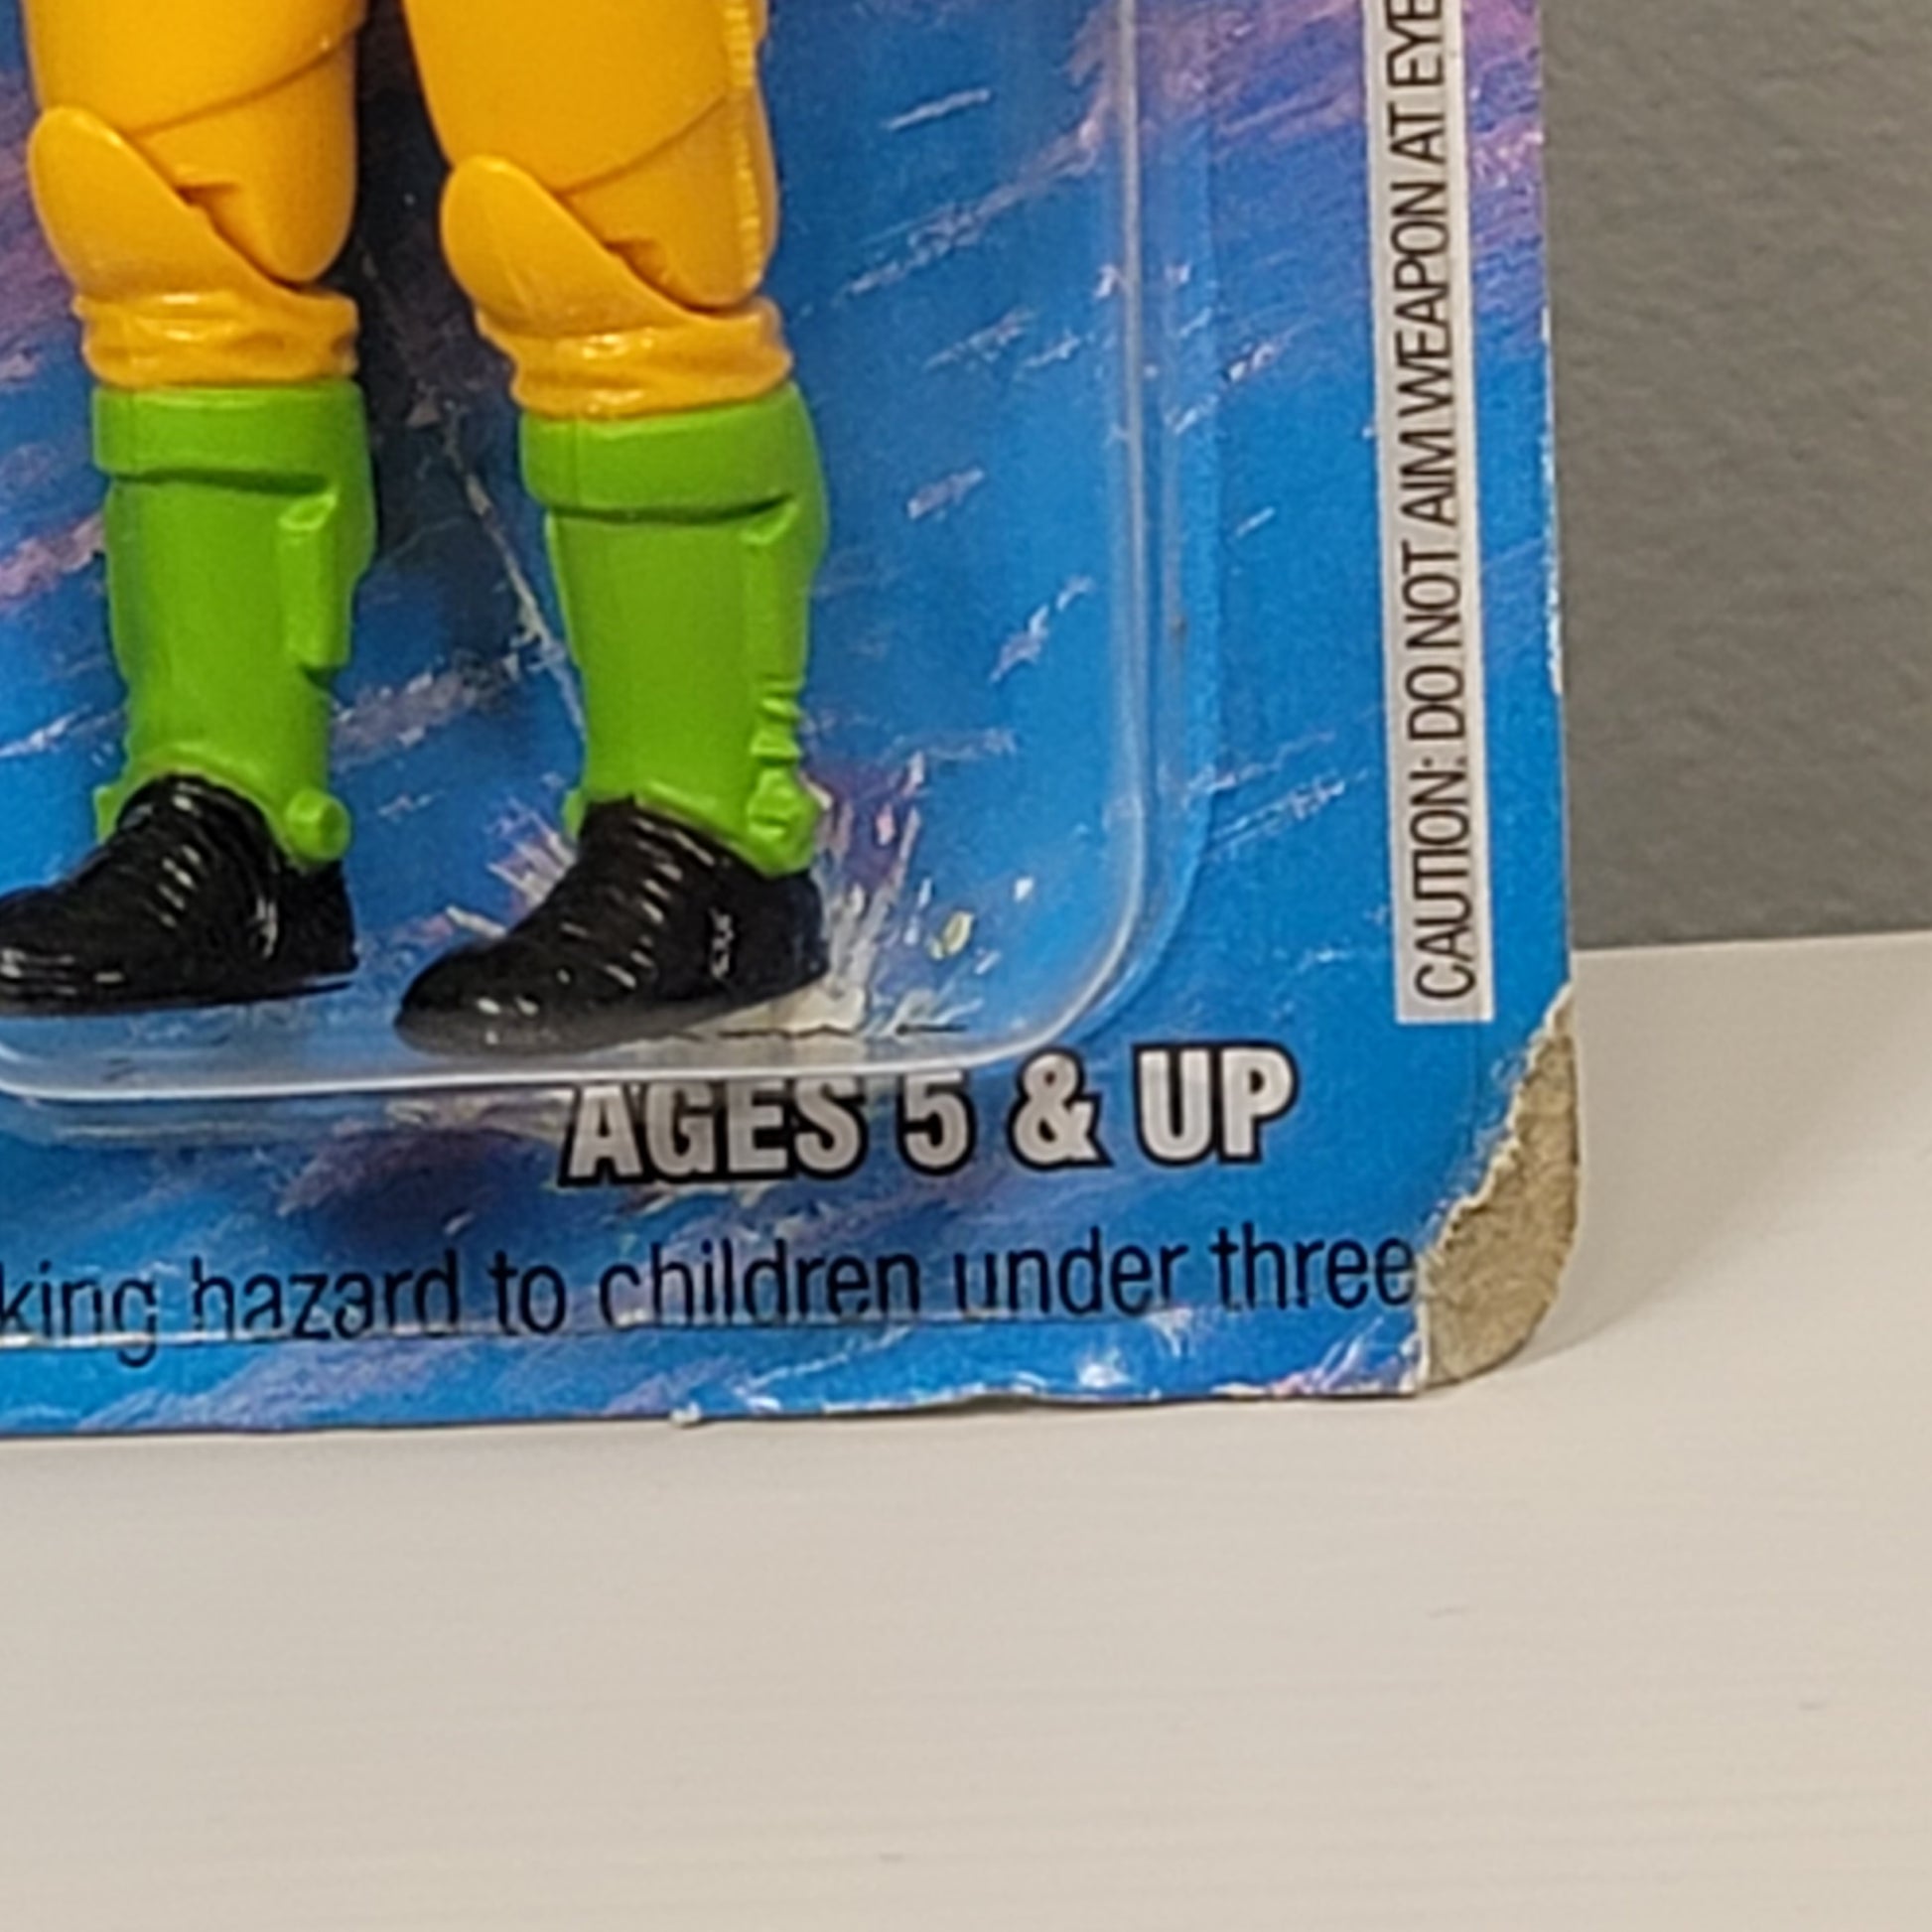 CAUTION: DO NOT AIM WEAPON AT EYE
AGES 5 & UP
king hazard to children under three